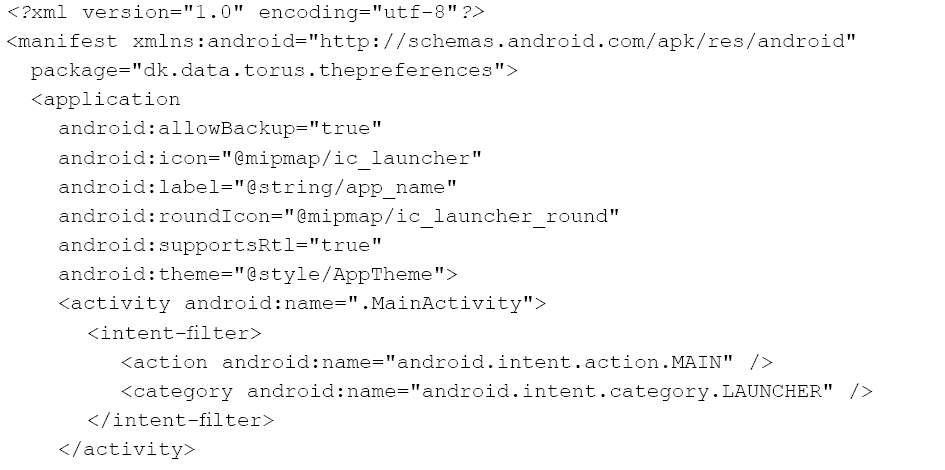 <?xml version="1.0" encoding="utf-8"?>
<manifest xmlns:android="http://schemas.android.com/apk/res/android"
package="dk.data.torus.thepreferences">
<application
android:allowBackup="true"
android:icon="@mipmap/ic_launcher"
android:label="@string/app_name"
android:roundIcon="@mipmap/ic_launcher_round"
android:supportsRtl="true"
android:theme="@style/AppTheme">
<activity android:name=".MainActivity">
<intent-filter>
<action android:name="android.intent.action.MAIN" />
<category android:name="android.intent.category.LAUNCHER" />
</intent-filter>
</activity>